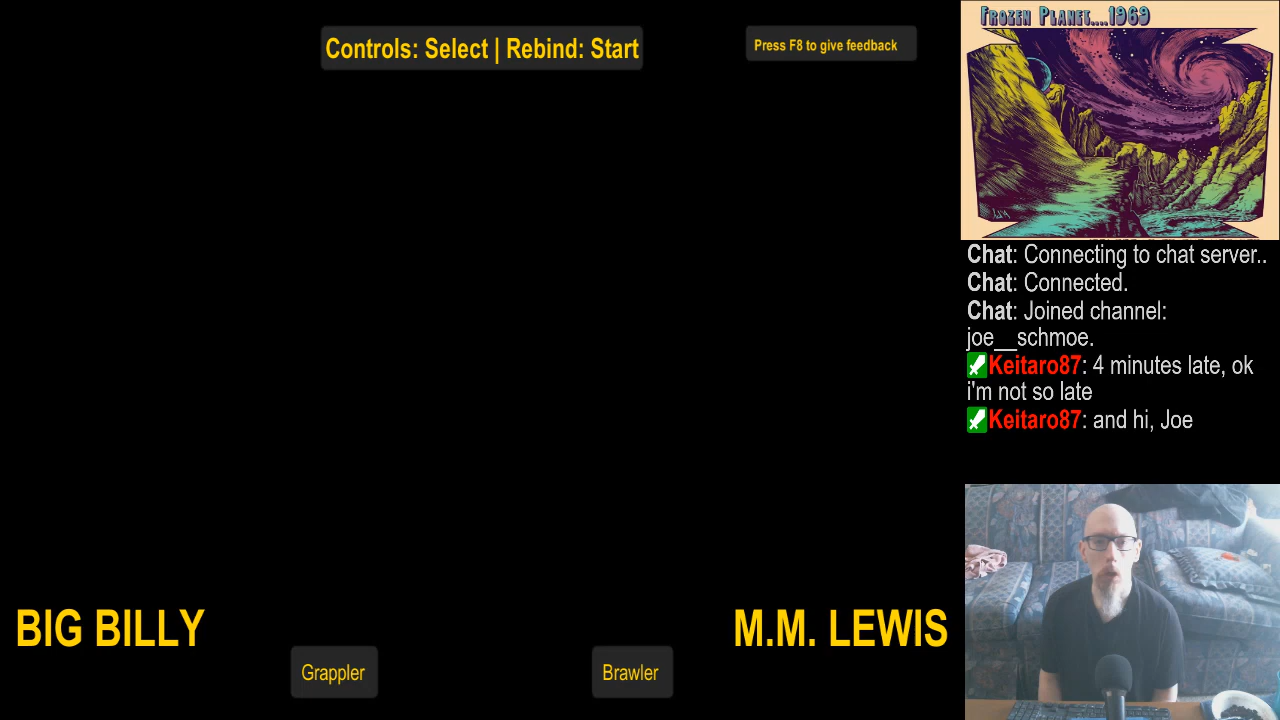 Controls: Select | Rebind: Start
Press F8 to give feedback
BIG BILLY
M.M. LEWIS
Grappler
Brawler
FROZEN PLANET....1969
Chat: Connecting to chat server..
Chat: Connected.
Chat: Joined channel:
joe__schmoe.
Keitaro87: 4 minutes late, ok
i'm not so late
Keitaro87: and hi, Joe